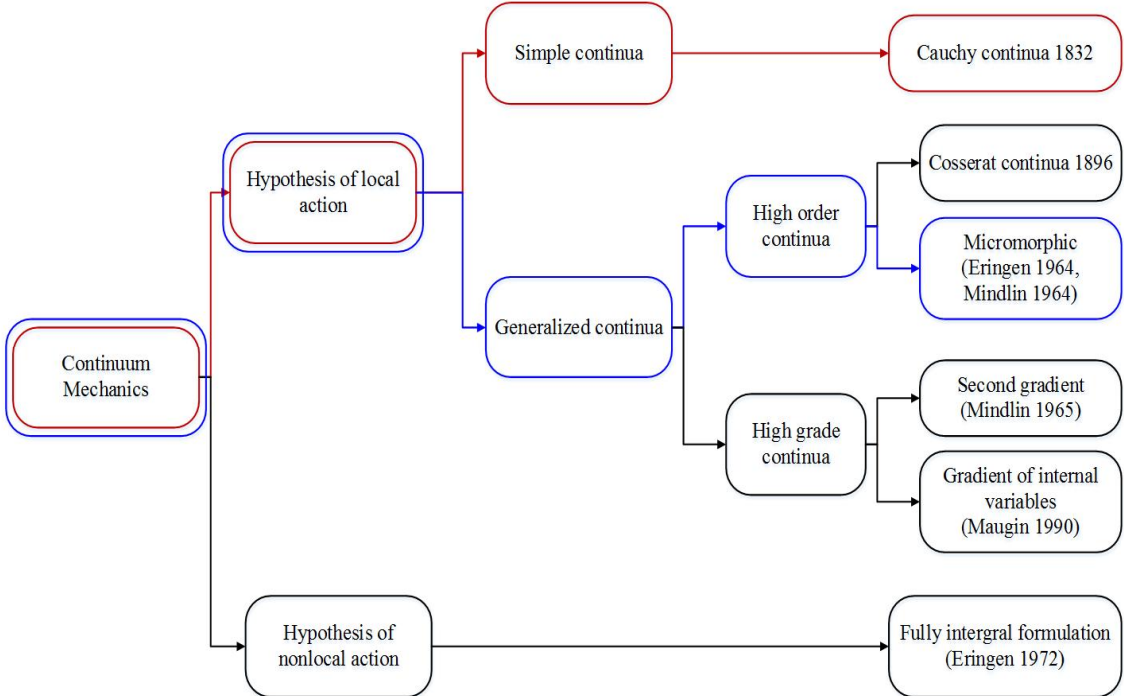 Simple continua
Cauchy continua 1832
Hypothesis of local
action
Cosserat continua 1896
High order
continua
Micromorphic
(Eringen 1964,
Mindlin 1964)
Generalized continua
Continuum
Mechanics
Second gradient
(Mindlin 1965)
High grade
continua
Gradient of internal
variables
(Maugin 1990)
Hypothesis of
nonlocal action
Fully intergral formulation
(Eringen 1972)